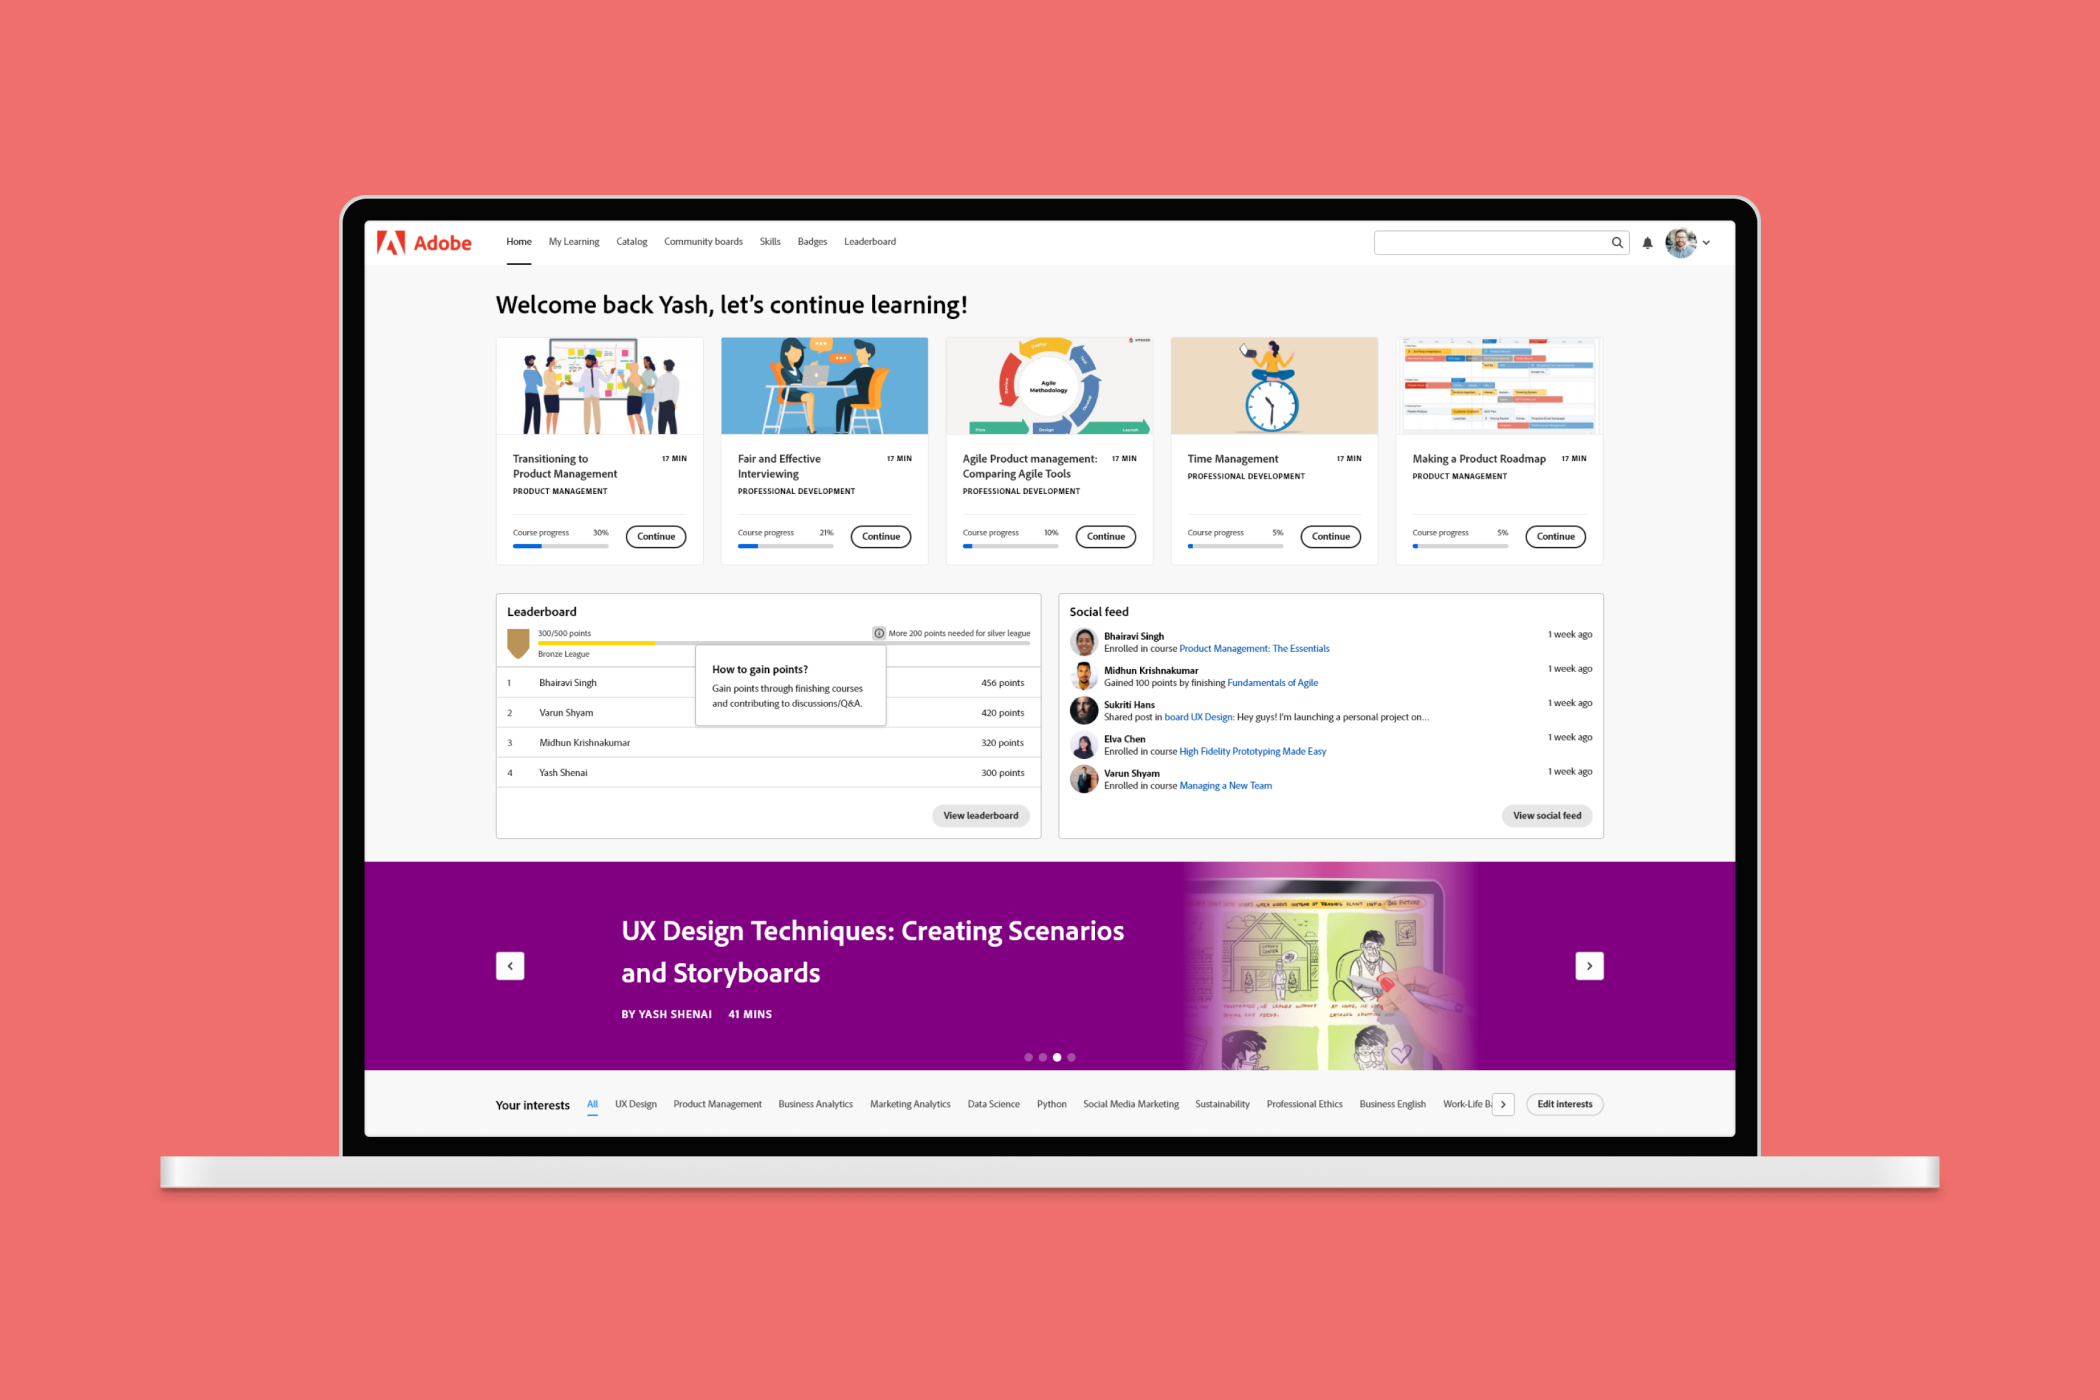 Adobe
Home My Learning Catalog Community boards Skills Badges Leaderboard
Welcome back Yash, let's continue learning!
Agile
Methodology
Plan Design Launch
Transitioning to
Product Management
17 MIN
PRODUCT MANAGEMENT
Course progress 30% Continue
Fair and Effective
Interviewing
17 MIN
PROFESSIONAL DEVELOPMENT
Course progress 21% Continue
Agile Product management:
Comparing Agile Tools
17 MIN
PROFESSIONAL DEVELOPMENT
Course progress 10% Continue
Time Management 17 MIN
PROFESSIONAL DEVELOPMENT
Course progress 5% Continue
Making a Product Roadmap 17 MIN
PRODUCT MANAGEMENT
Course progress 5% Continue
Leaderboard
300/500 points More 200 points needed for silver league
Bronze League
How to gain points?
Gain points through finishing courses
and contributing to discussions/Q&A.
1 Bhairavi Singh 456 points
2 Varun Shyam 420 points
3 Midhun Krishnakumar 320 points
4 Yash Shenai 300 points
View leaderboard
Social feed
Bhairavi Singh 1 week ago
Enrolled in course Product Management: The Essentials
Midhun Krishnakumar 1 week ago
Gained 100 points by finishing Fundamentals of Agile
Sukriti Hans 1 week ago
Shared post in board UX Design: Hey guys! I'm launching a personal project on...
Elva Chen 1 week ago
Enrolled in course High Fidelity Prototyping Made Easy
Varun Shyam 1 week ago
Enrolled in course Managing a New Team
View social feed
UX Design Techniques: Creating Scenarios
and Storyboards
BY YASH SHENAI 41 MINS
BIG PICTURE
Your interests All UX Design Product Management Business Analytics Marketing Analytics Data Science Python Social Media Marketing Sustainability Professional Ethics Business English Work-Life B Edit interests